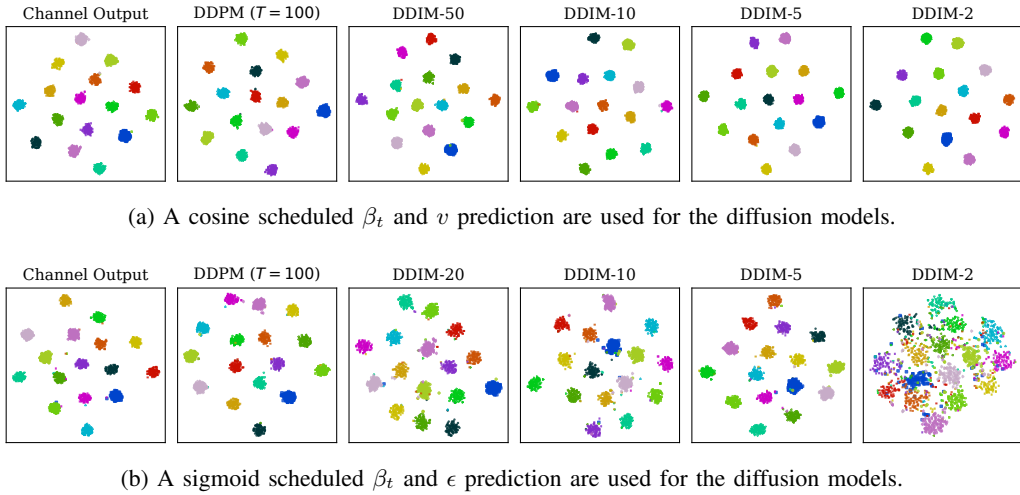 Channel Output DDPM (T = 100) DDIM-50 DDIM-10 DDIM-5 DDIM-2
(a) A cosine scheduled βt and v prediction are used for the diffusion models.
Channel Output DDPM (T = 100) DDIM-20 DDIM-10 DDIM-5 DDIM-2
(b) A sigmoid scheduled βt and ϵ prediction are used for the diffusion models.